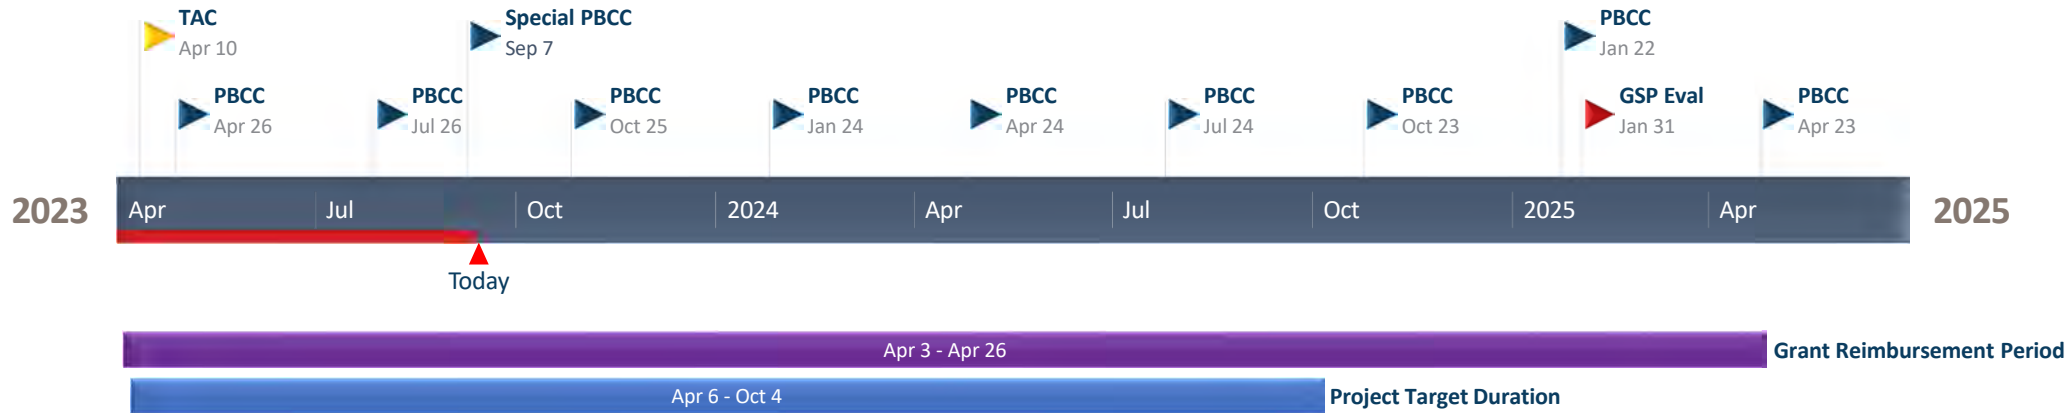 TAC
Apr 10
Special PBCC
Sep 7
PBCC
Jan 22
PBCC
Apr 26
PBCC
Jul 26
PBCC
Oct 25
PBCC
Jan 24
PBCC
Apr 24
PBCC
Jul 24
PBCC
Oct 23
GSP Eval
Jan 31
PBCC
Apr 23
2023 Apr Jul Oct 2024 Apr Jul Oct 2025 Apr 2025
Today
Apr 3 - Apr 26 Grant Reimbursement Period
Apr 6 - Oct 4 Project Target Duration